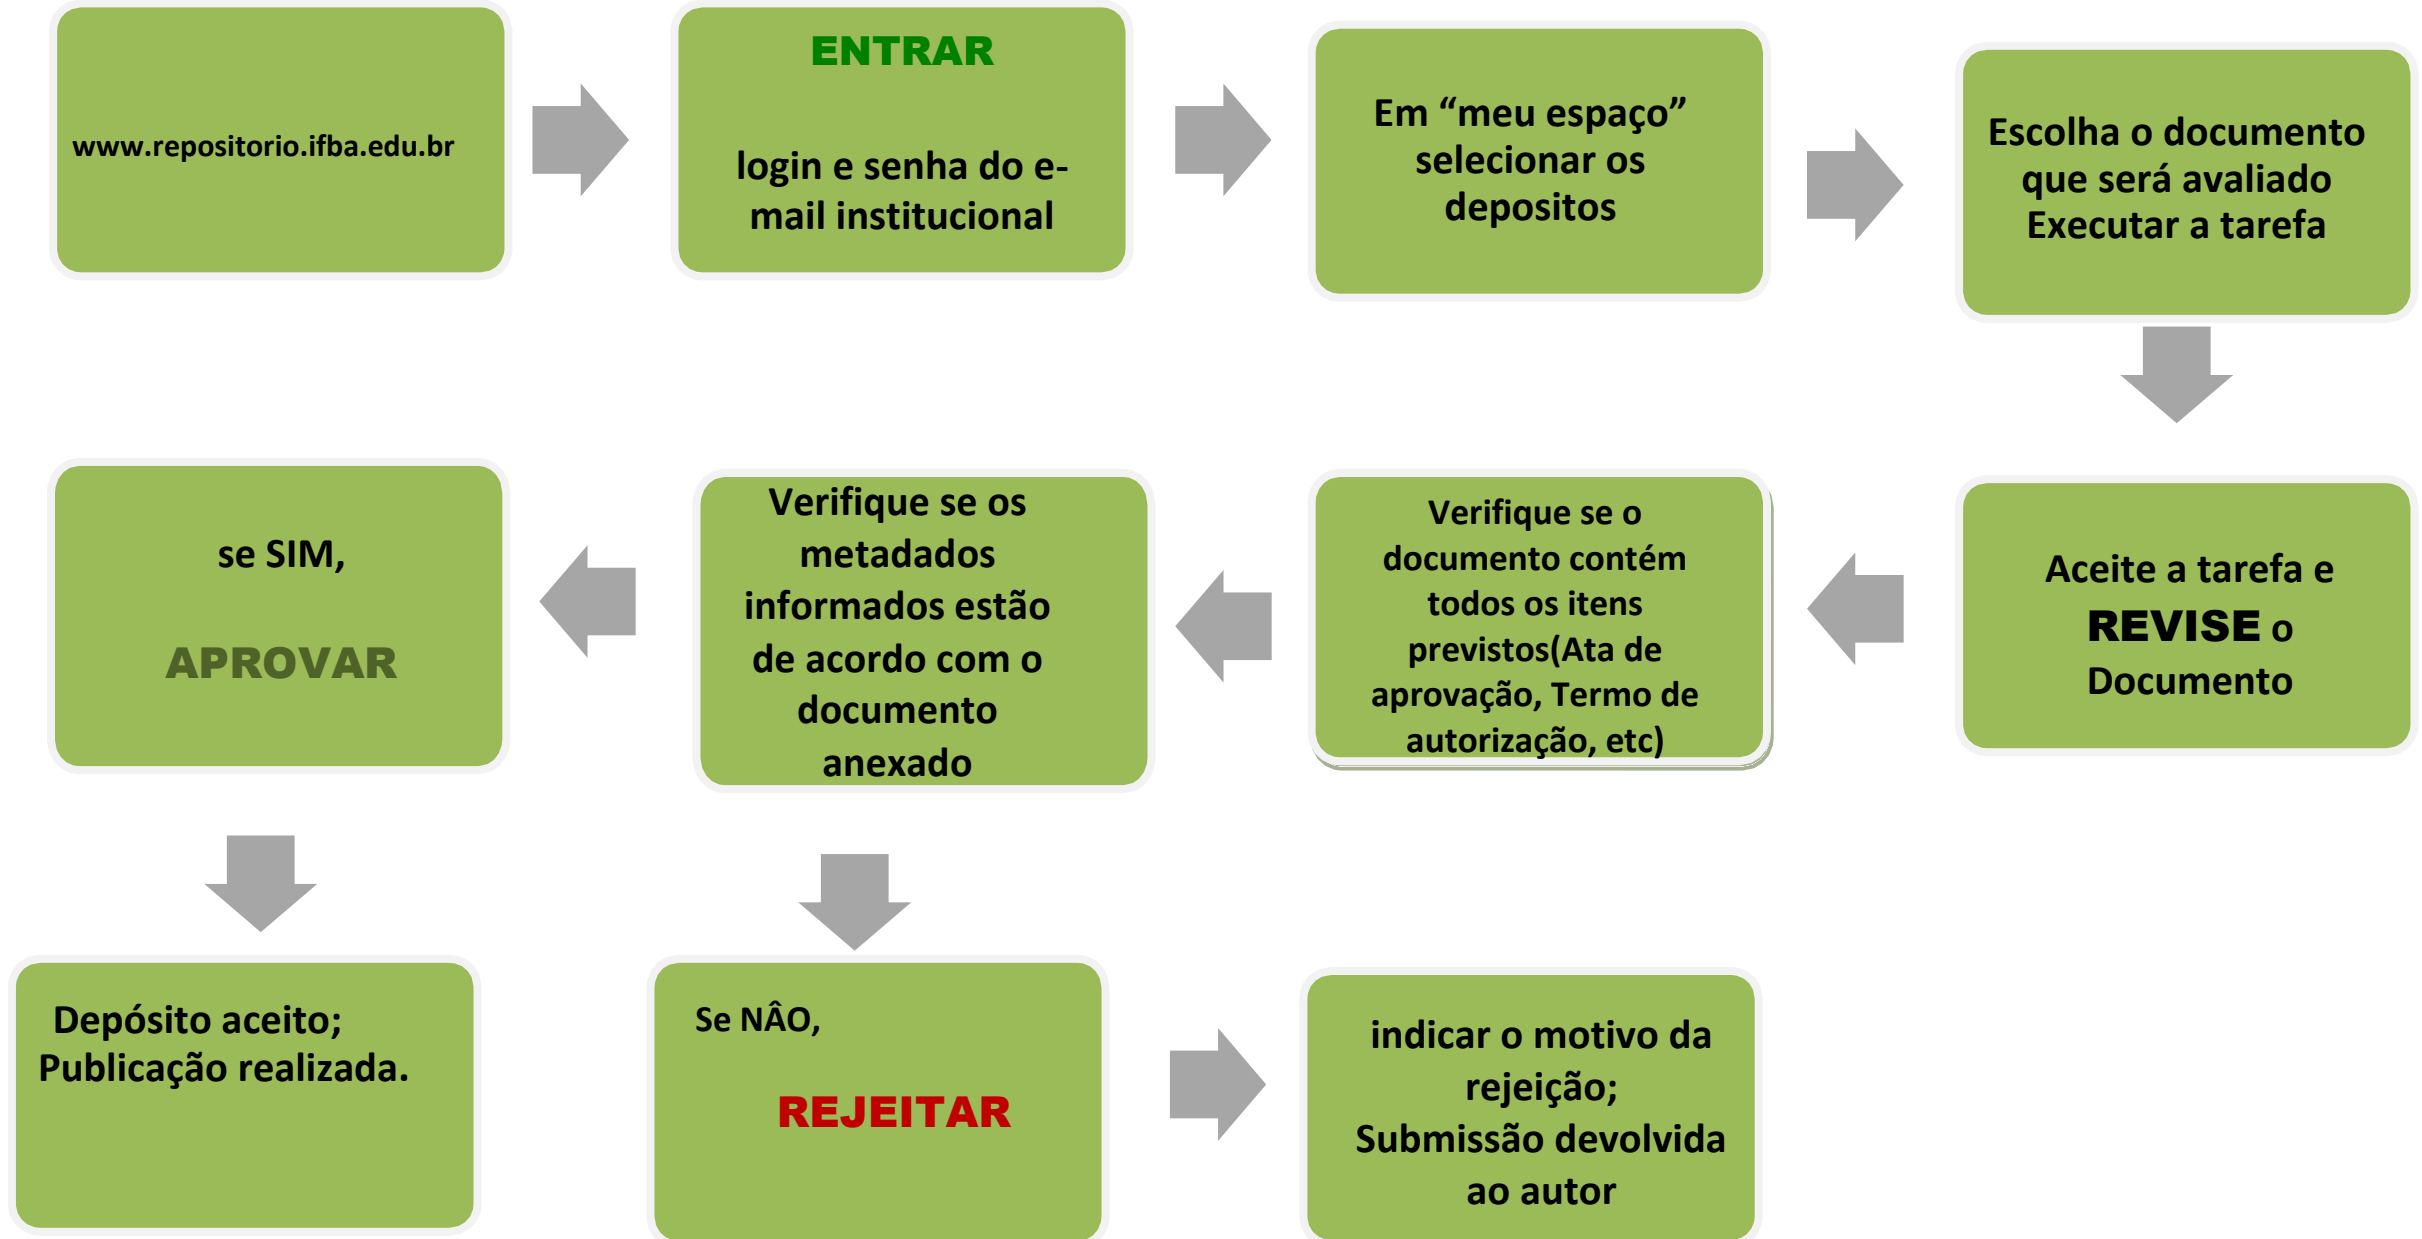 www.repositorio.ifba.edu.br
ENTRAR
login e senha do e-
mail institucional
Em “meu espaço”
selecionar os
depositos
Escolha o documento
que será avaliado
Executar a tarefa
Aceite a tarefa e
REVISE o
Documento
Verifique se o
documento contém
todos os itens
previstos(Ata de
aprovação, Termo de
autorização, etc)
Verifique se os
metadados
informados estão
de acordo com o
documento
anexado
se SIM,
APROVAR
Depósito aceito;
Publicação realizada.
Se NÂO,
REJEITAR
indicar o motivo da
rejeição;
Submissão devolvida
ao autor